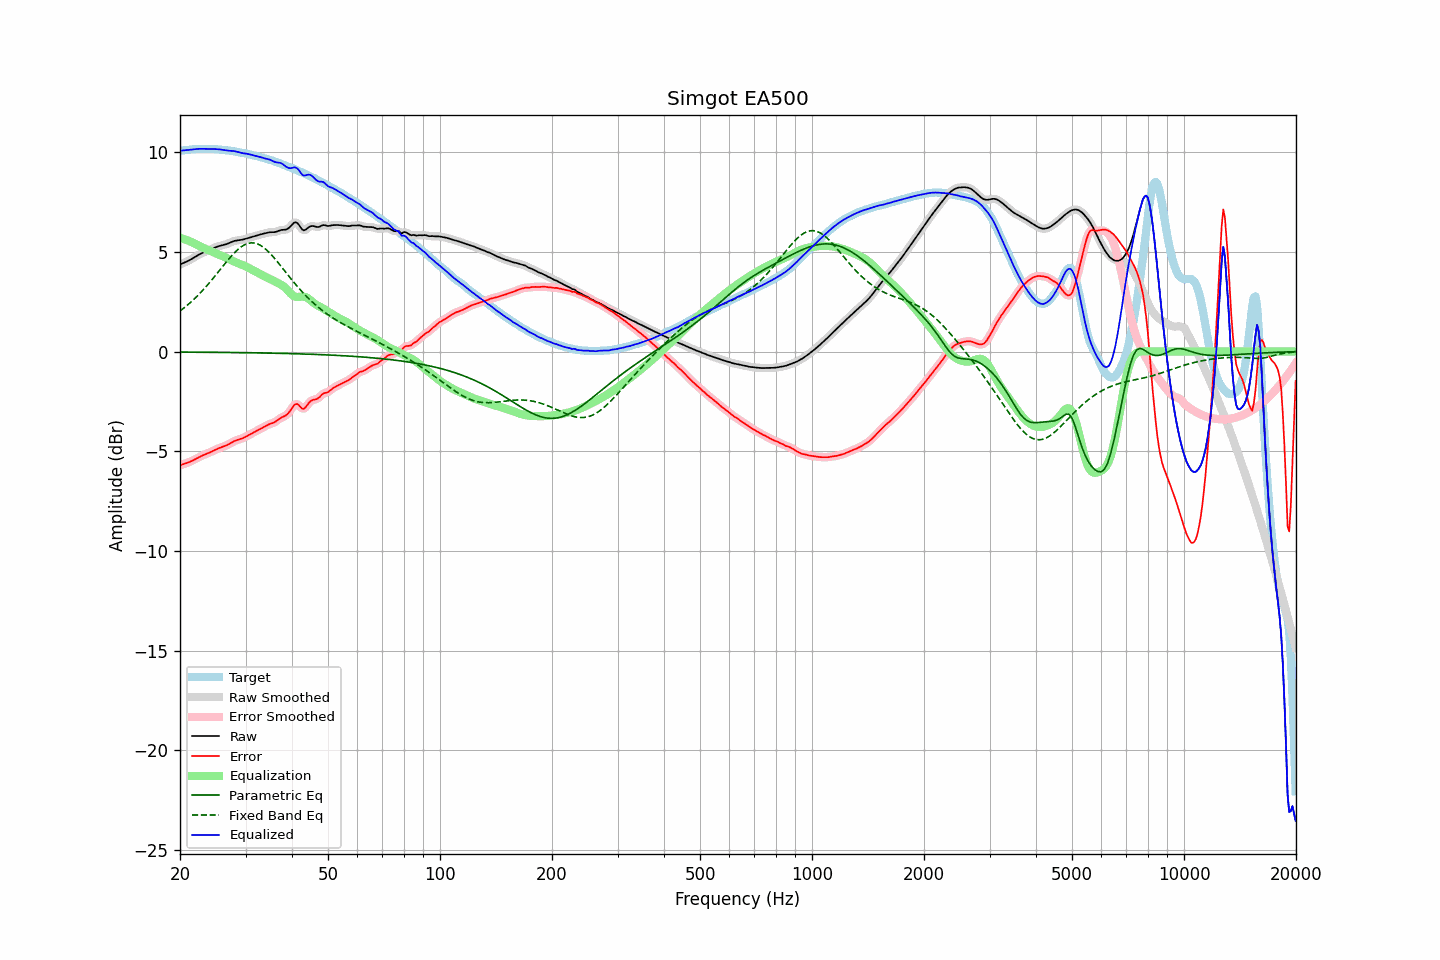 Simgot EA500
10
5
0
−5
−10
−15
−20
−25
Amplitude (dBr)
Target
Raw Smoothed
Error Smoothed
Raw
Error
Equalization
Parametric Eq
Fixed Band Eq
Equalized
20
50
100
200
500
1000
2000
5000
10000
20000
Frequency (Hz)